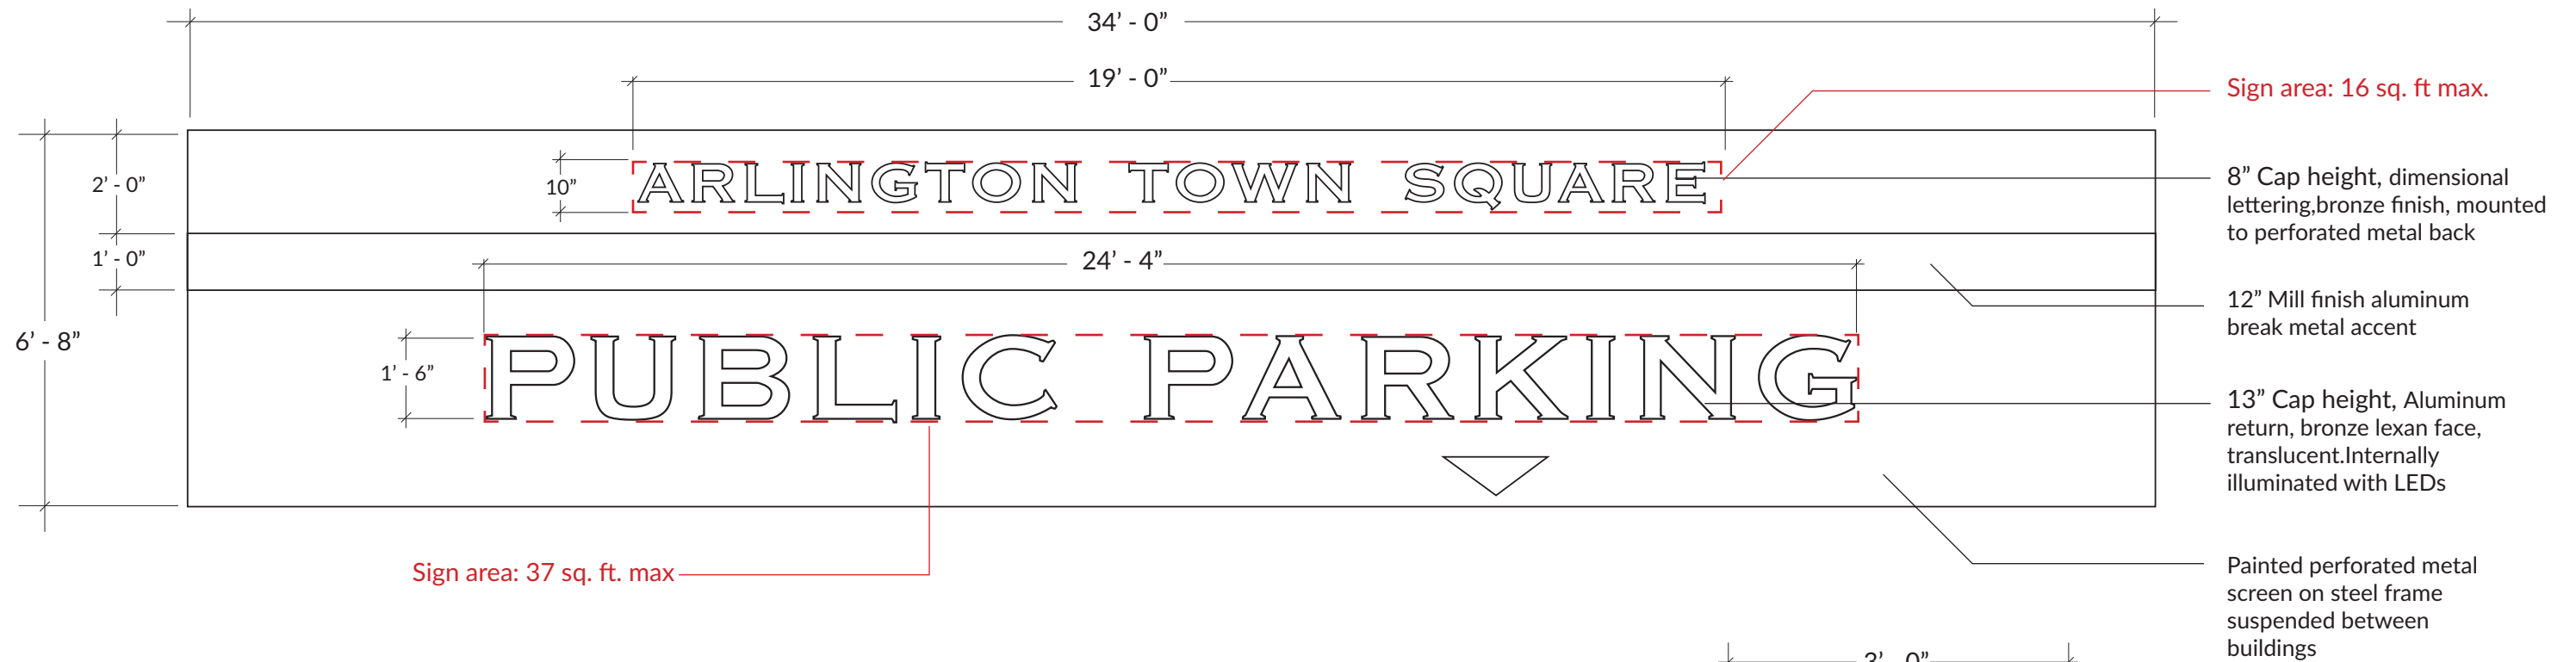 34’ - 0”
19’ - 0”
Sign area: 16 sq. ft max.
2’ - 0”
10”
ARLINGTON TOWN SQUARE
8” Cap height, dimensional
lettering,bronze finish, mounted
to perforated metal back
1’ - 0”
24’ - 4”
12” Mill finish aluminum
break metal accent
6’ - 8”
1’ - 6”
PUBLIC PARKING
13” Cap height, Aluminum
return, bronze lexan face,
translucent.Internally
illuminated with LEDs
Sign area: 37 sq. ft. max
Painted perforated metal
screen on steel frame
suspended between
buildings
3’ - 0”